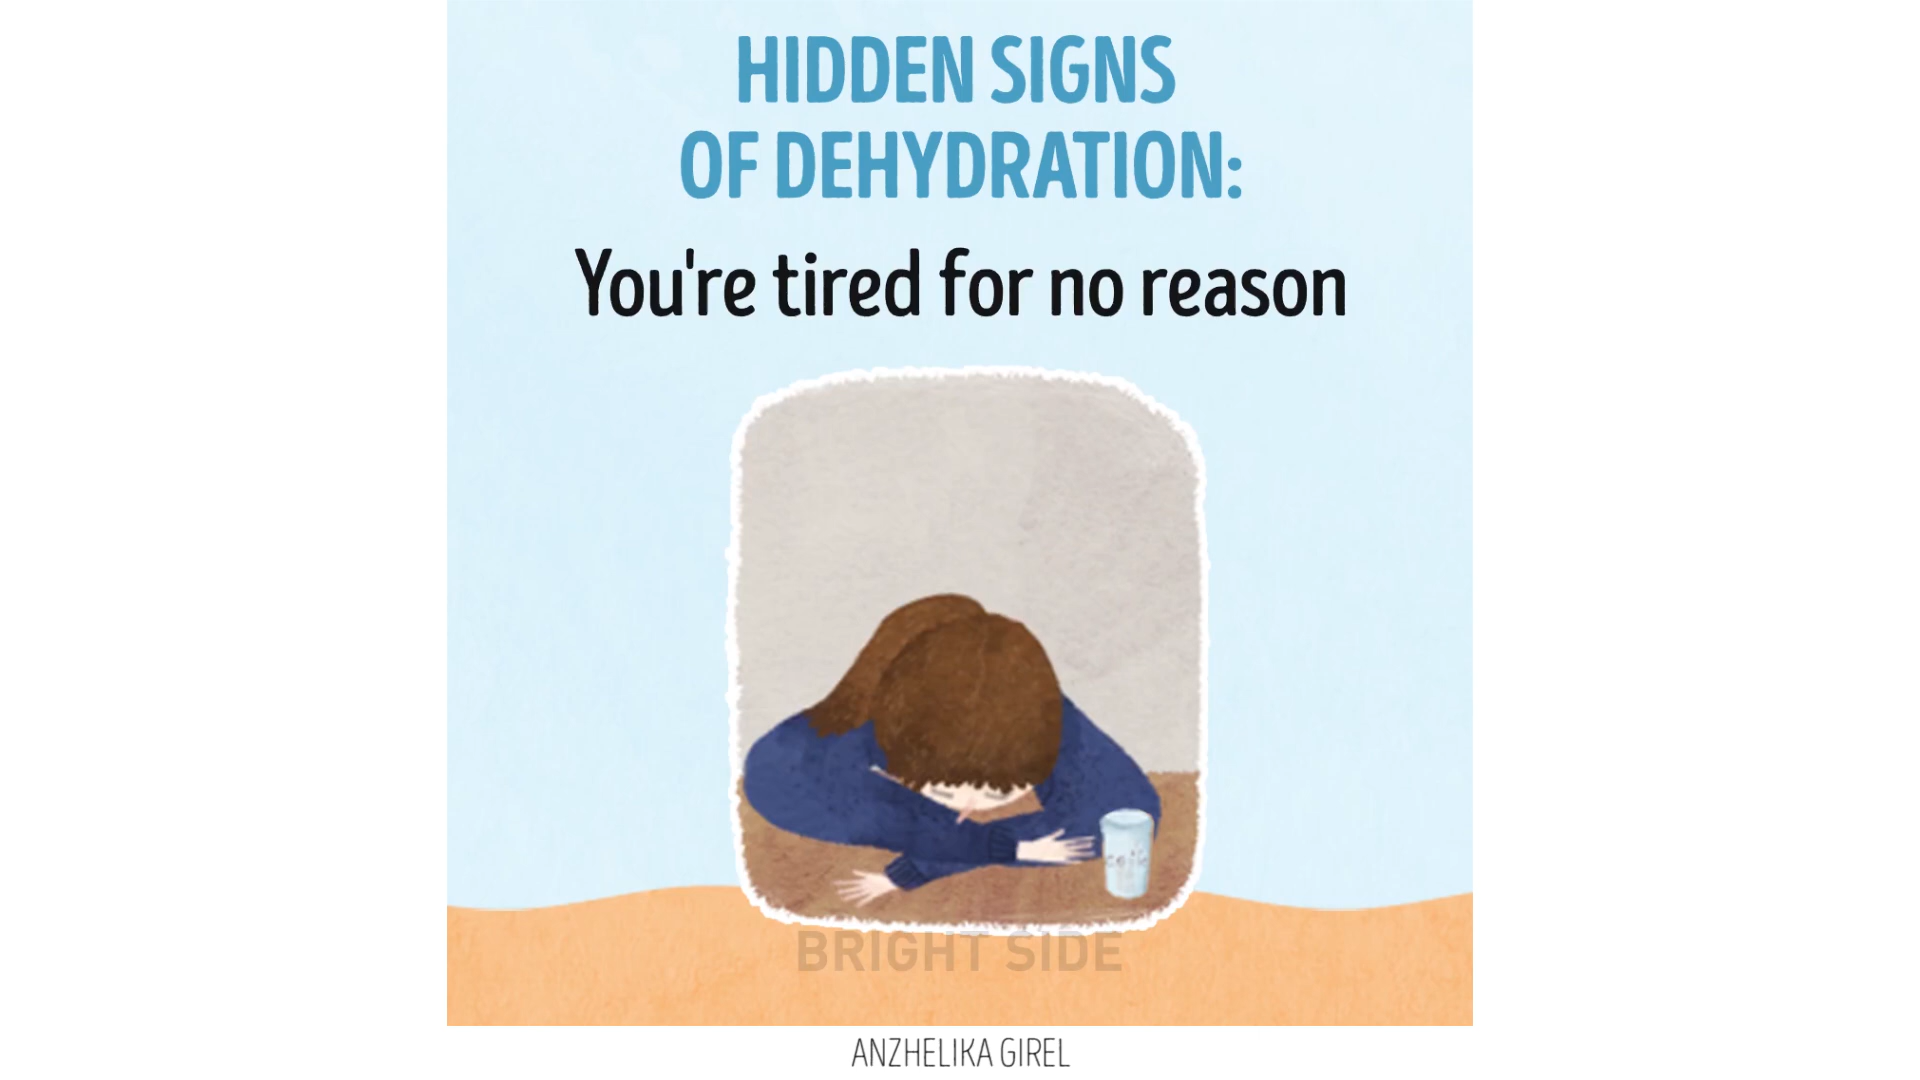 HIDDEN SIGNS
OF DEHYDRATION:
You're tired for no reason
BRIGHT SIDE
ANZHELIKA GIREL